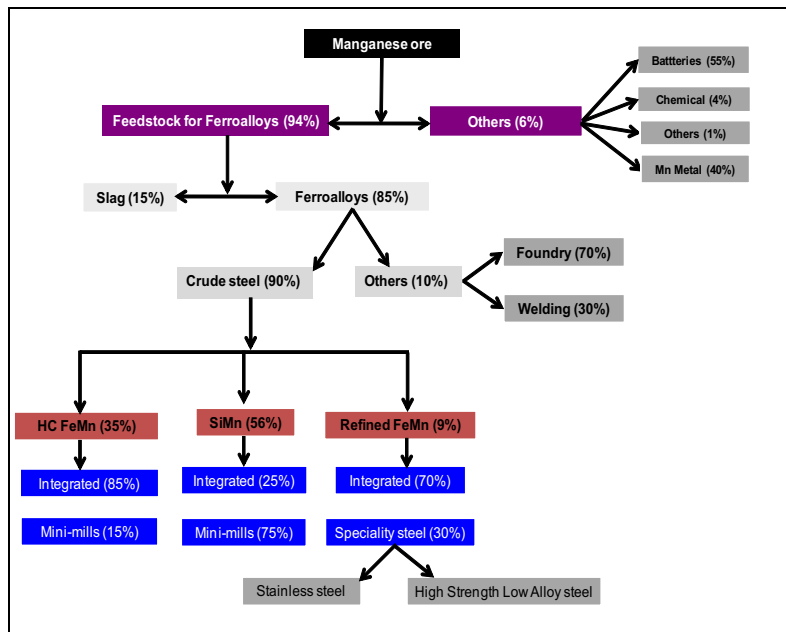 Manganese ore
Battteries (55%)
Chemical (4%)
Feedstock for Ferroalloys (94%)
Others (6%)
Others (1%)
Mn Metal (40%)
Slag (15%)
Ferroalloys (85%)
Foundry (70%)
Crude steel (90%)
Others (10%)
Welding (30%)
HC FeMn (35%)
SiMn (56%)
Refined FeMn (9%)
Integrated (85%)
Integrated (25%)
Integrated (70%)
Mini-mills (15%)
Mini-mills (75%)
Speciality steel (30%)
Stainless steel
High Strength Low Alloy steel